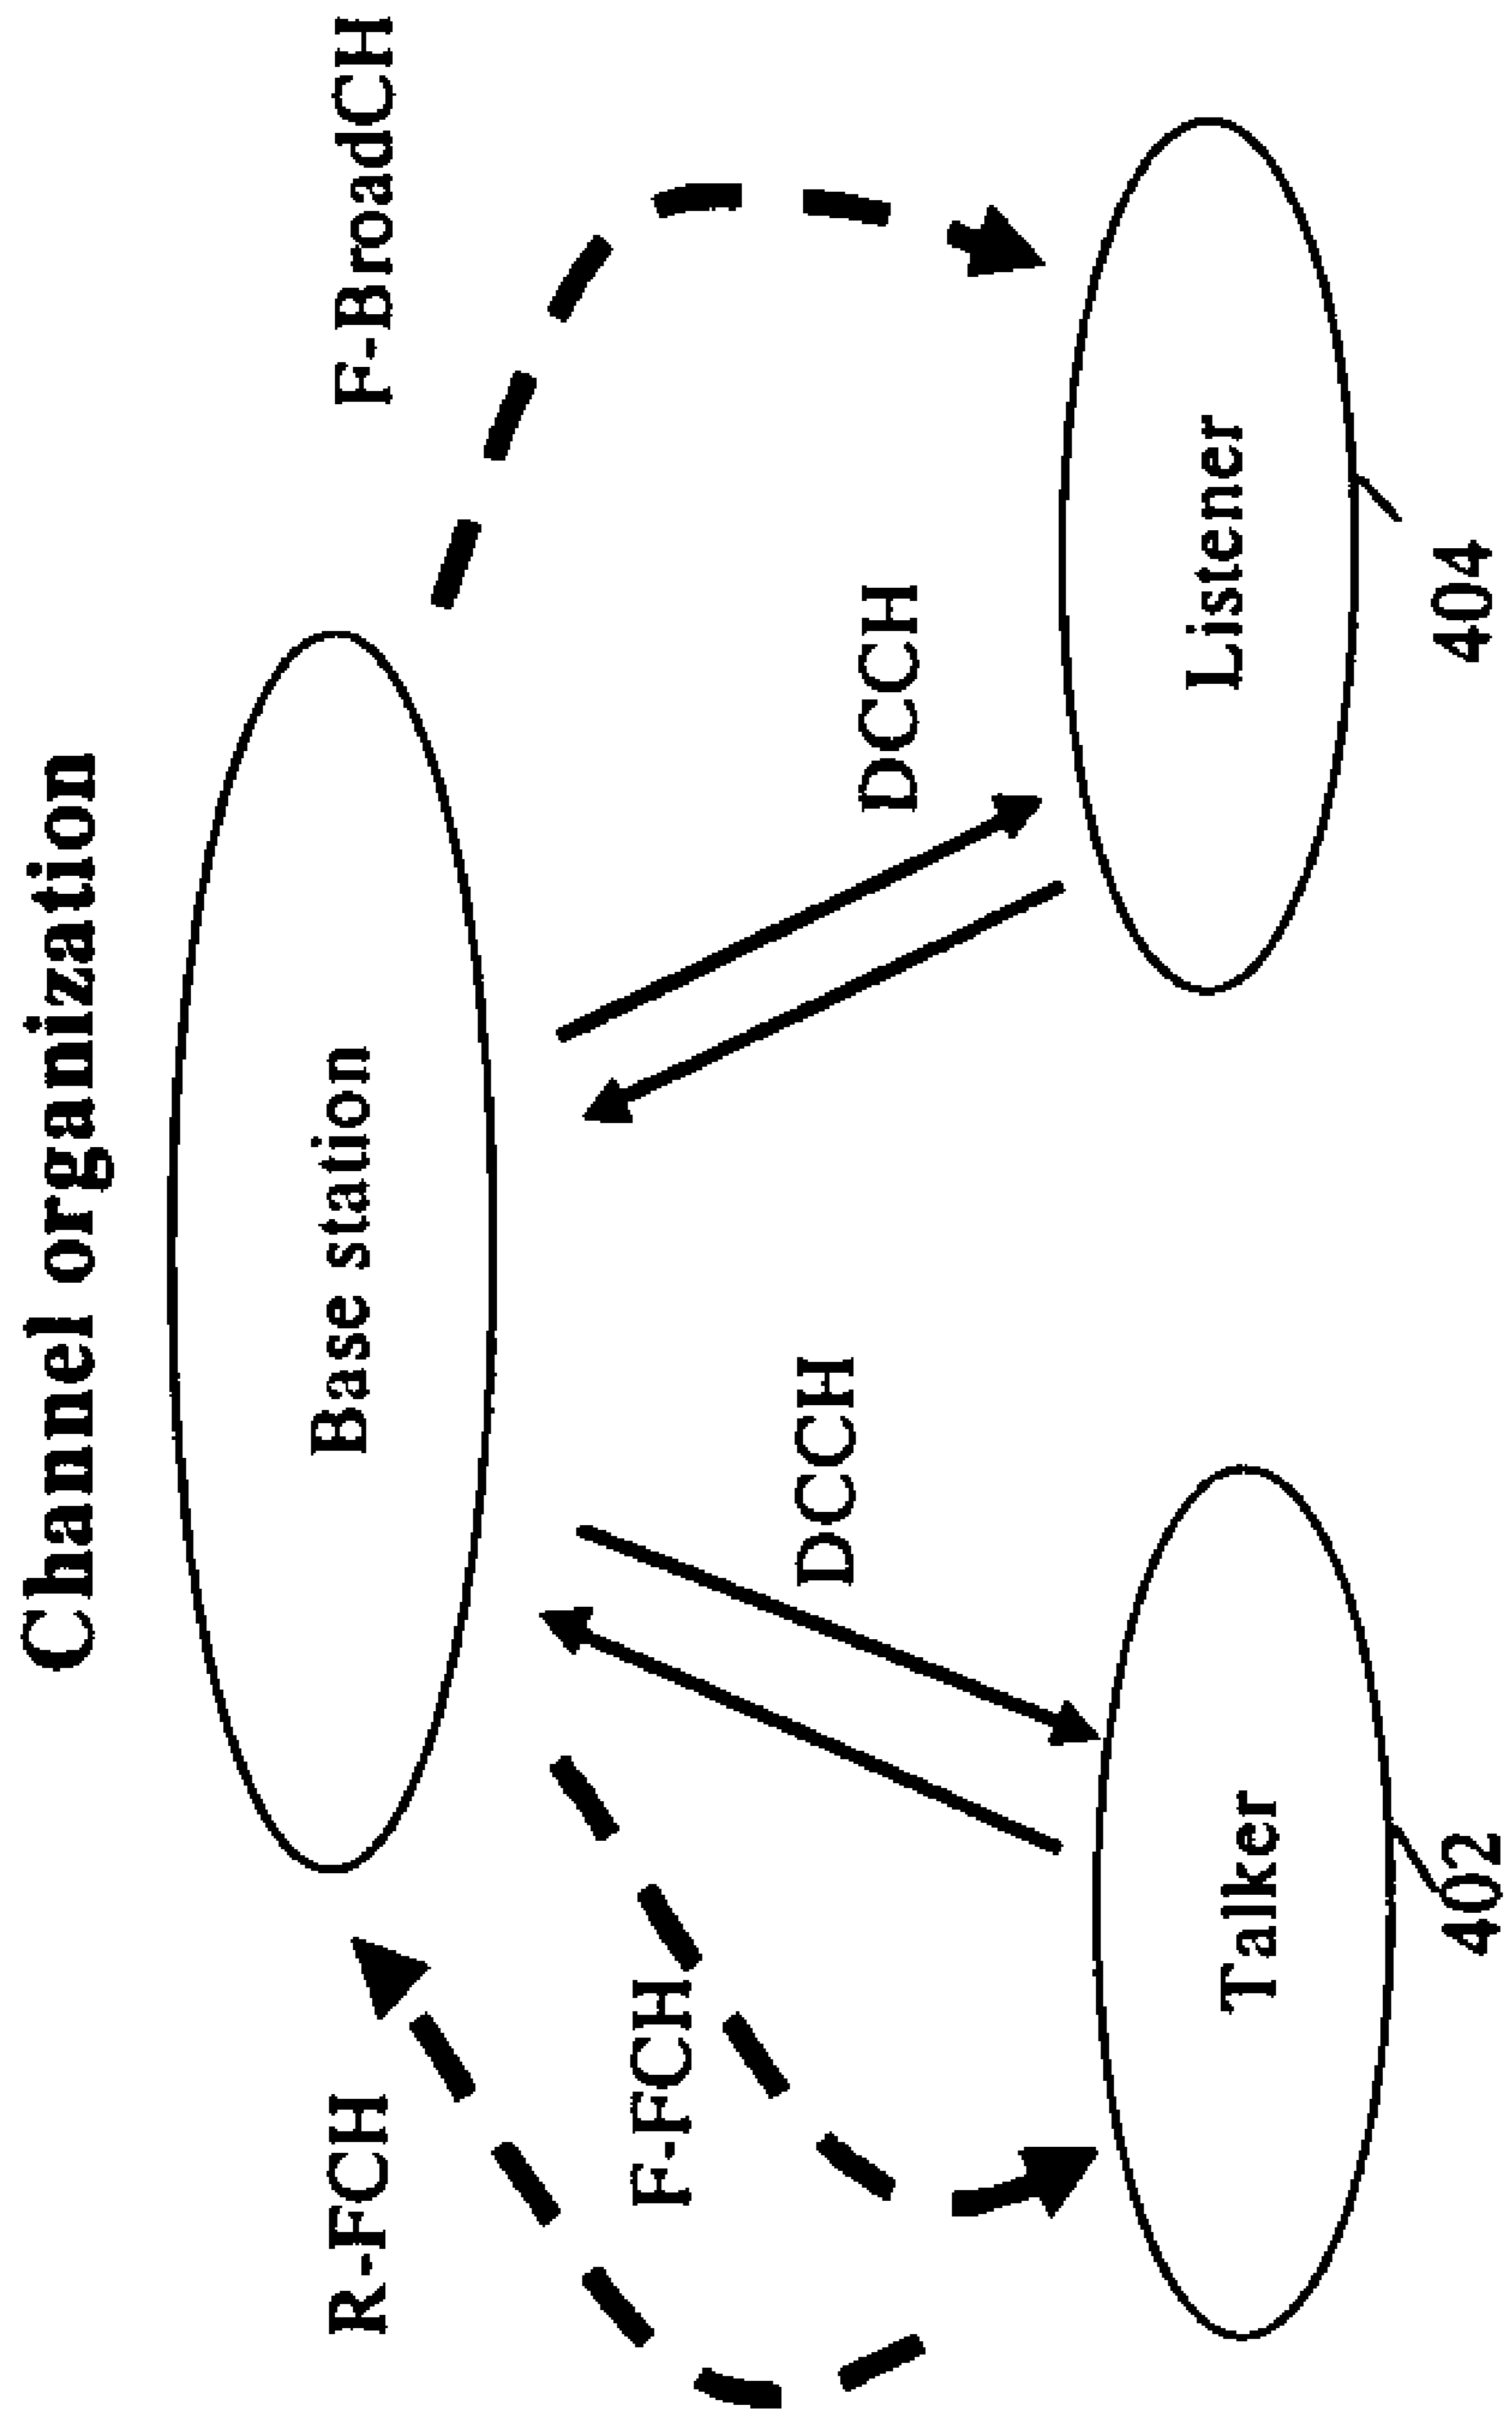 Channel organization
Base station
R-FCH
F-BroadCH
F-FCH
DCCH
DCCH
Talker
Listener
402
404